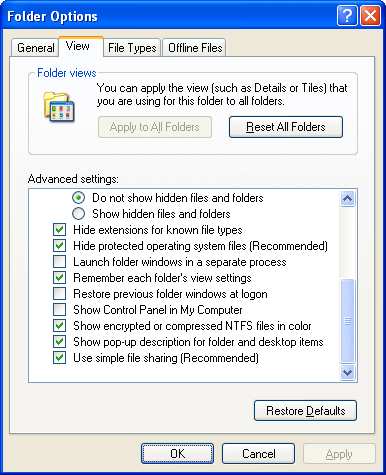 Folder Options
General View File Types Offline Files
Folder views
You can apply the view (such as Details or Tiles) that
you are using for this folder to all folders.
Apply to All Folders Reset All Folders
Advanced settings:
Do not show hidden files and folders
Show hidden files and folders
Hide extensions for known file types
Hide protected operating system files (Recommended)
Launch folder windows in a separate process
Remember each folder's view settings
Restore previous folder windows at logon
Show Control Panel in My Computer
Show encrypted or compressed NTFS files in color
Show pop-up description for folder and desktop items
Use simple file sharing (Recommended)
Restore Defaults
OK Cancel Apply